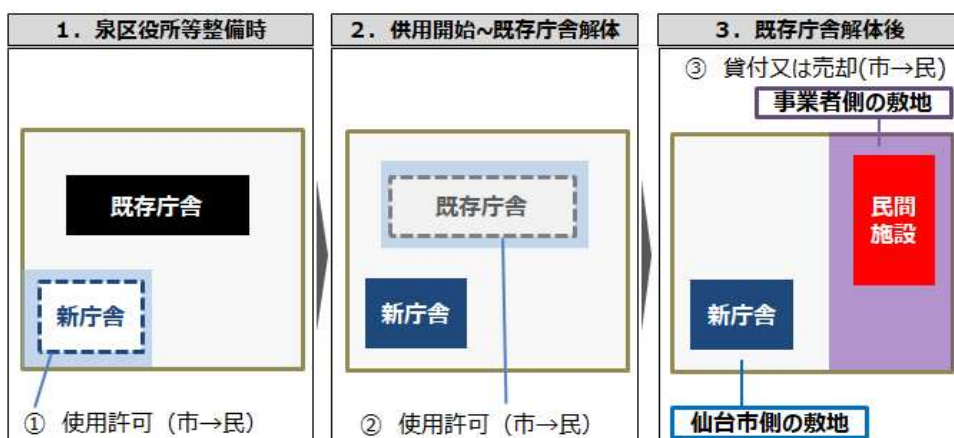 1．泉区役所等整備時
既存庁舎
新庁舎
① 使用許可（市→民）
2．供用開始~既存庁舎解体
既存庁舎
新庁舎
② 使用許可（市→民）
3．既存庁舎解体後
③ 貸付又は売却(市→民)
事業者側の敷地
民間
施設
新庁舎
仙台市側の敷地